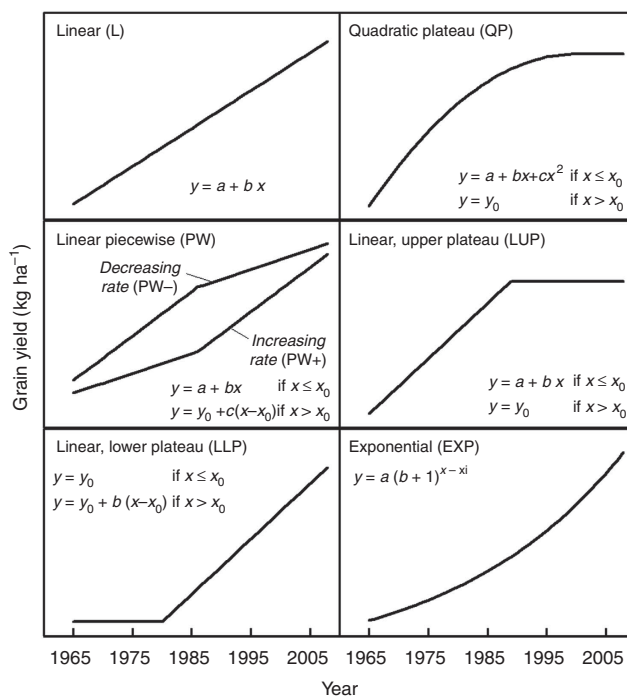 Linear (L)
y = a + b x
Quadratic plateau (QP)
y = a + bx+cx² if x ≤ x₀
y = y₀ if x > x₀
Linear piecewise (PW)
Decreasing
rate (PW−)
Increasing
rate (PW+)
y = a + bx if x ≤ x₀
y = y₀ +c(x−x₀)if x > x₀
Linear, upper plateau (LUP)
y = a + b x if x ≤ x₀
y = y₀ if x > x₀
Linear, lower plateau (LLP)
y = y₀ if x ≤ x₀
y = y₀ + b (x−x₀) if x > x₀
Exponential (EXP)
y = a (b + 1)ˣ ⁻ ˣⁱ
Grain yield (kg ha⁻¹)
1965 1975 1985 1995 2005 1965 1975 1985 1995 2005
Year